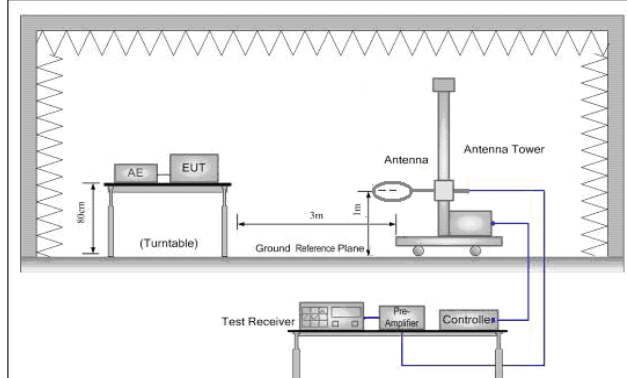 Antenna
Antenna Tower
AE
EUT
80cm
1m
3m
(Turntable)
Ground Reference Plane
Test Receiver
Pre-
Amplifier
Controller